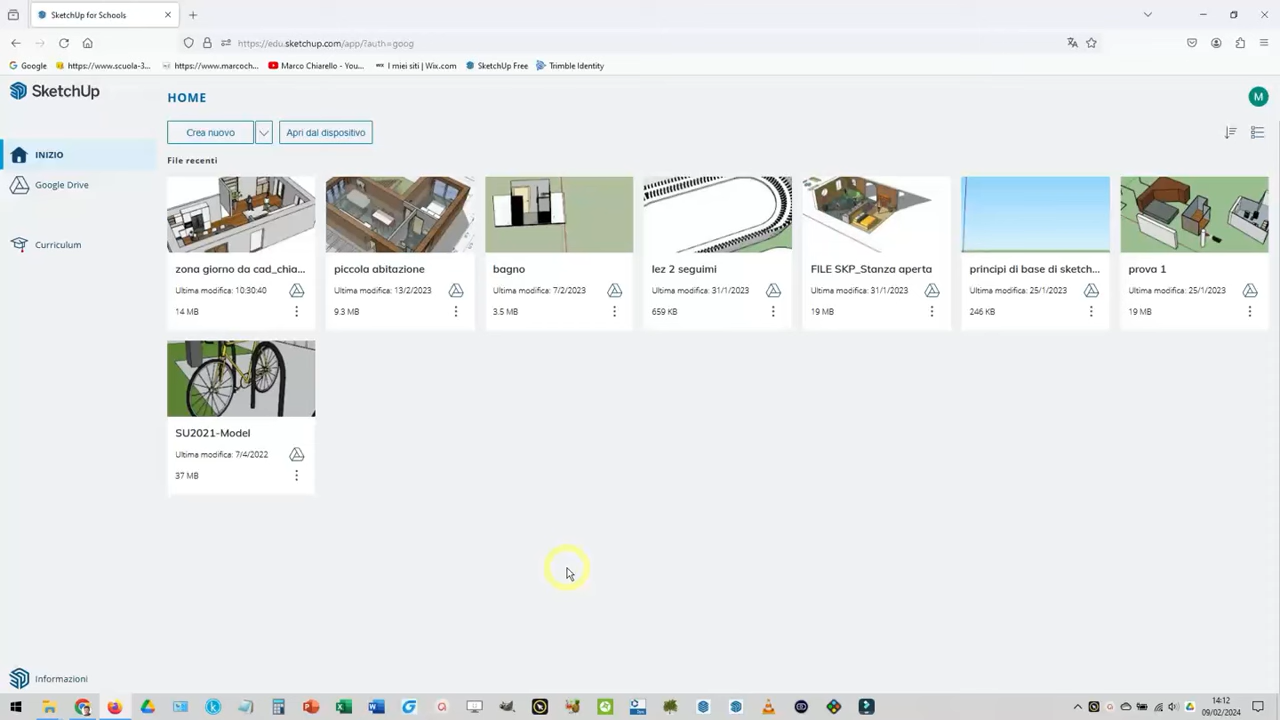 SketchUp for Schools
https://edu.sketchup.com/app/?auth=goog
Google
https://www.scuola-3...
https://www.marcoch...
Marco Chiarello - You...
I miei siti | Wix.com
SketchUp Free
Trimble Identity
SketchUp
HOME
M
Crea nuovo
Apri dal dispositivo
INIZIO
File recenti
Google Drive
Curriculum
zona giorno da cad_chia...
piccola abitazione
bagno
lez 2 seguimi
FILE SKP_Stanza aperta
principi di base di sketch...
prova 1
Ultima modifica: 10:30:40
Ultima modifica: 13/2/2023
Ultima modifica: 7/2/2023
Ultima modifica: 31/1/2023
Ultima modifica: 31/1/2023
Ultima modifica: 25/1/2023
Ultima modifica: 25/1/2023
14 MB
9.3 MB
3.5 MB
659 KB
19 MB
246 KB
19 MB
SU2021-Model
Ultima modifica: 7/4/2022
37 MB
Informazioni
14:12
09/02/2024